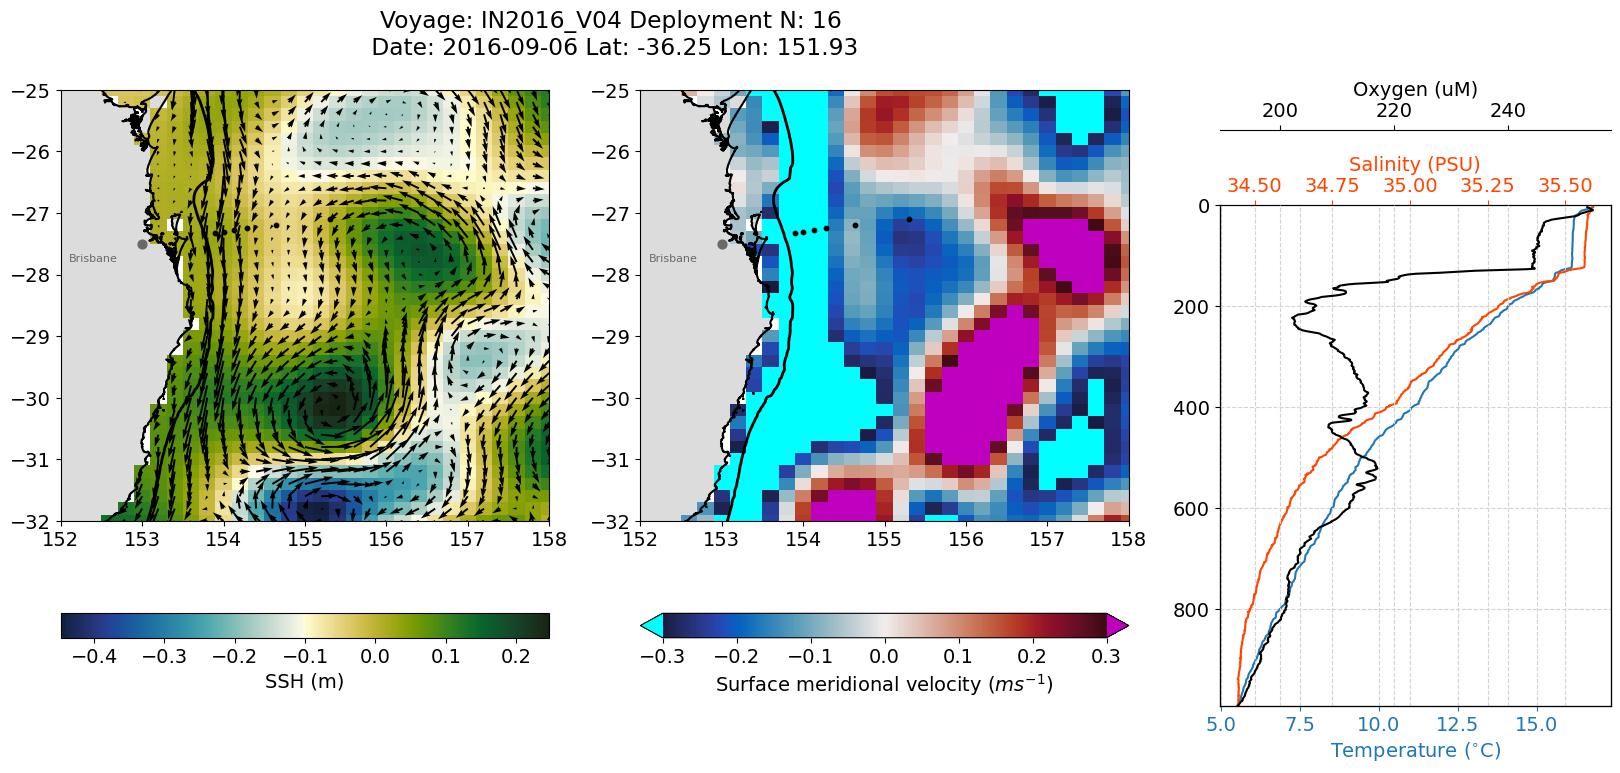 Voyage: IN2016_V04 Deployment N: 16
Date: 2016-09-06 Lat: -36.25 Lon: 151.93
−25
−26
−27
−28
−29
−30
−31
−32
152 153 154 155 156 157 158
Brisbane
−0.4 −0.3 −0.2 −0.1 0.0 0.1 0.2
SSH (m)
−25
−26
−27
−28
−29
−30
−31
−32
152 153 154 155 156 157 158
Brisbane
−0.3 −0.2 −0.1 0.0 0.1 0.2 0.3
Surface meridional velocity (ms⁻¹)
Oxygen (uM)
200 220 240
Salinity (PSU)
34.50 34.75 35.00 35.25 35.50
0
200
400
600
800
5.0 7.5 10.0 12.5 15.0
Temperature (°C)